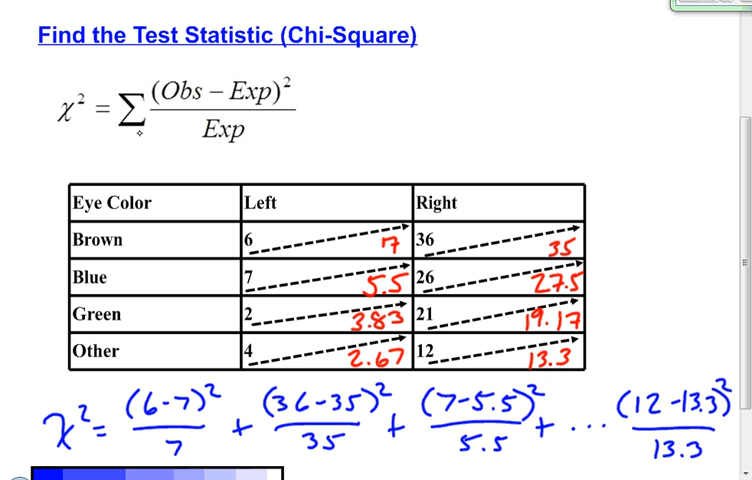 Find the Test Statistic (Chi-Square)
χ² = ∑ (Obs − Exp)² / Exp
Eye Color Left Right
Brown 6 7 36 35
Blue 7 5.5 26 27.5
Green 2 3.83 21 19.17
Other 4 2.67 12 13.3
χ² = (6-7)² / 7 + (36-35)² / 35 + (7-5.5)² / 5.5 + ... (12-13.3)² / 13.3